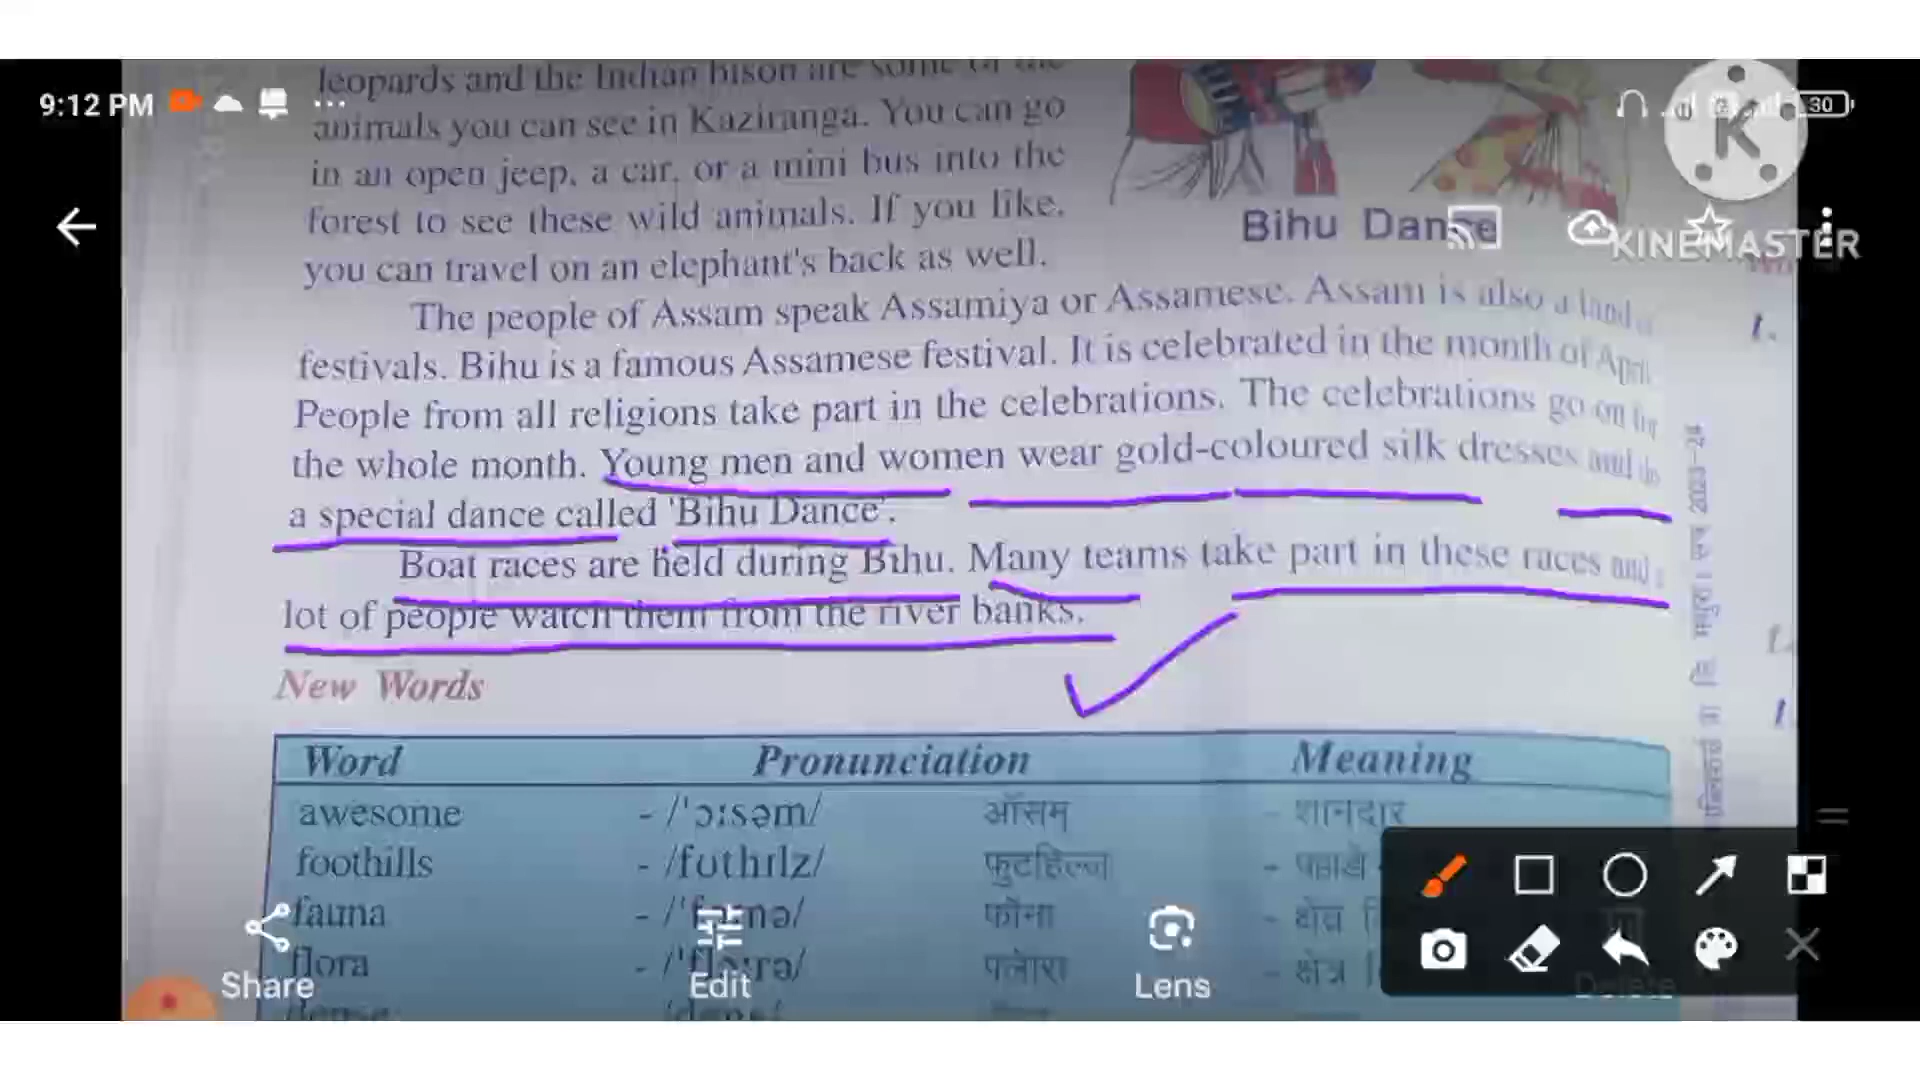 9:12 PM
30
leopards and the Indian bison are some of the
animals you can see in Kaziranga. You can go
in an open jeep, a car, or a mini bus into the
forest to see these wild animals. If you like,
you can travel on an elephant's back as well.
Bihu Dance
KINEMASTER
The people of Assam speak Assamiya or Assamese. Assam is also a land of
festivals. Bihu is a famous Assamese festival. It is celebrated in the month of April.
People from all religions take part in the celebrations. The celebrations go on for
the whole month. Young men and women wear gold-coloured silk dresses and do
a special dance called 'Bihu Dance'.
Boat races are held during Bihu. Many teams take part in these races and a
lot of people watch them from the river banks.
New Words
Word Pronunciation Meaning
awesome - /'ɔːsəm/ ऑसम् - शानदार
foothills - /fʊthɪlz/ फुटहिल्ज
fauna फॉना
flora फ्लोरा
dense
Share
Edit
Lens
Delete
2023-24